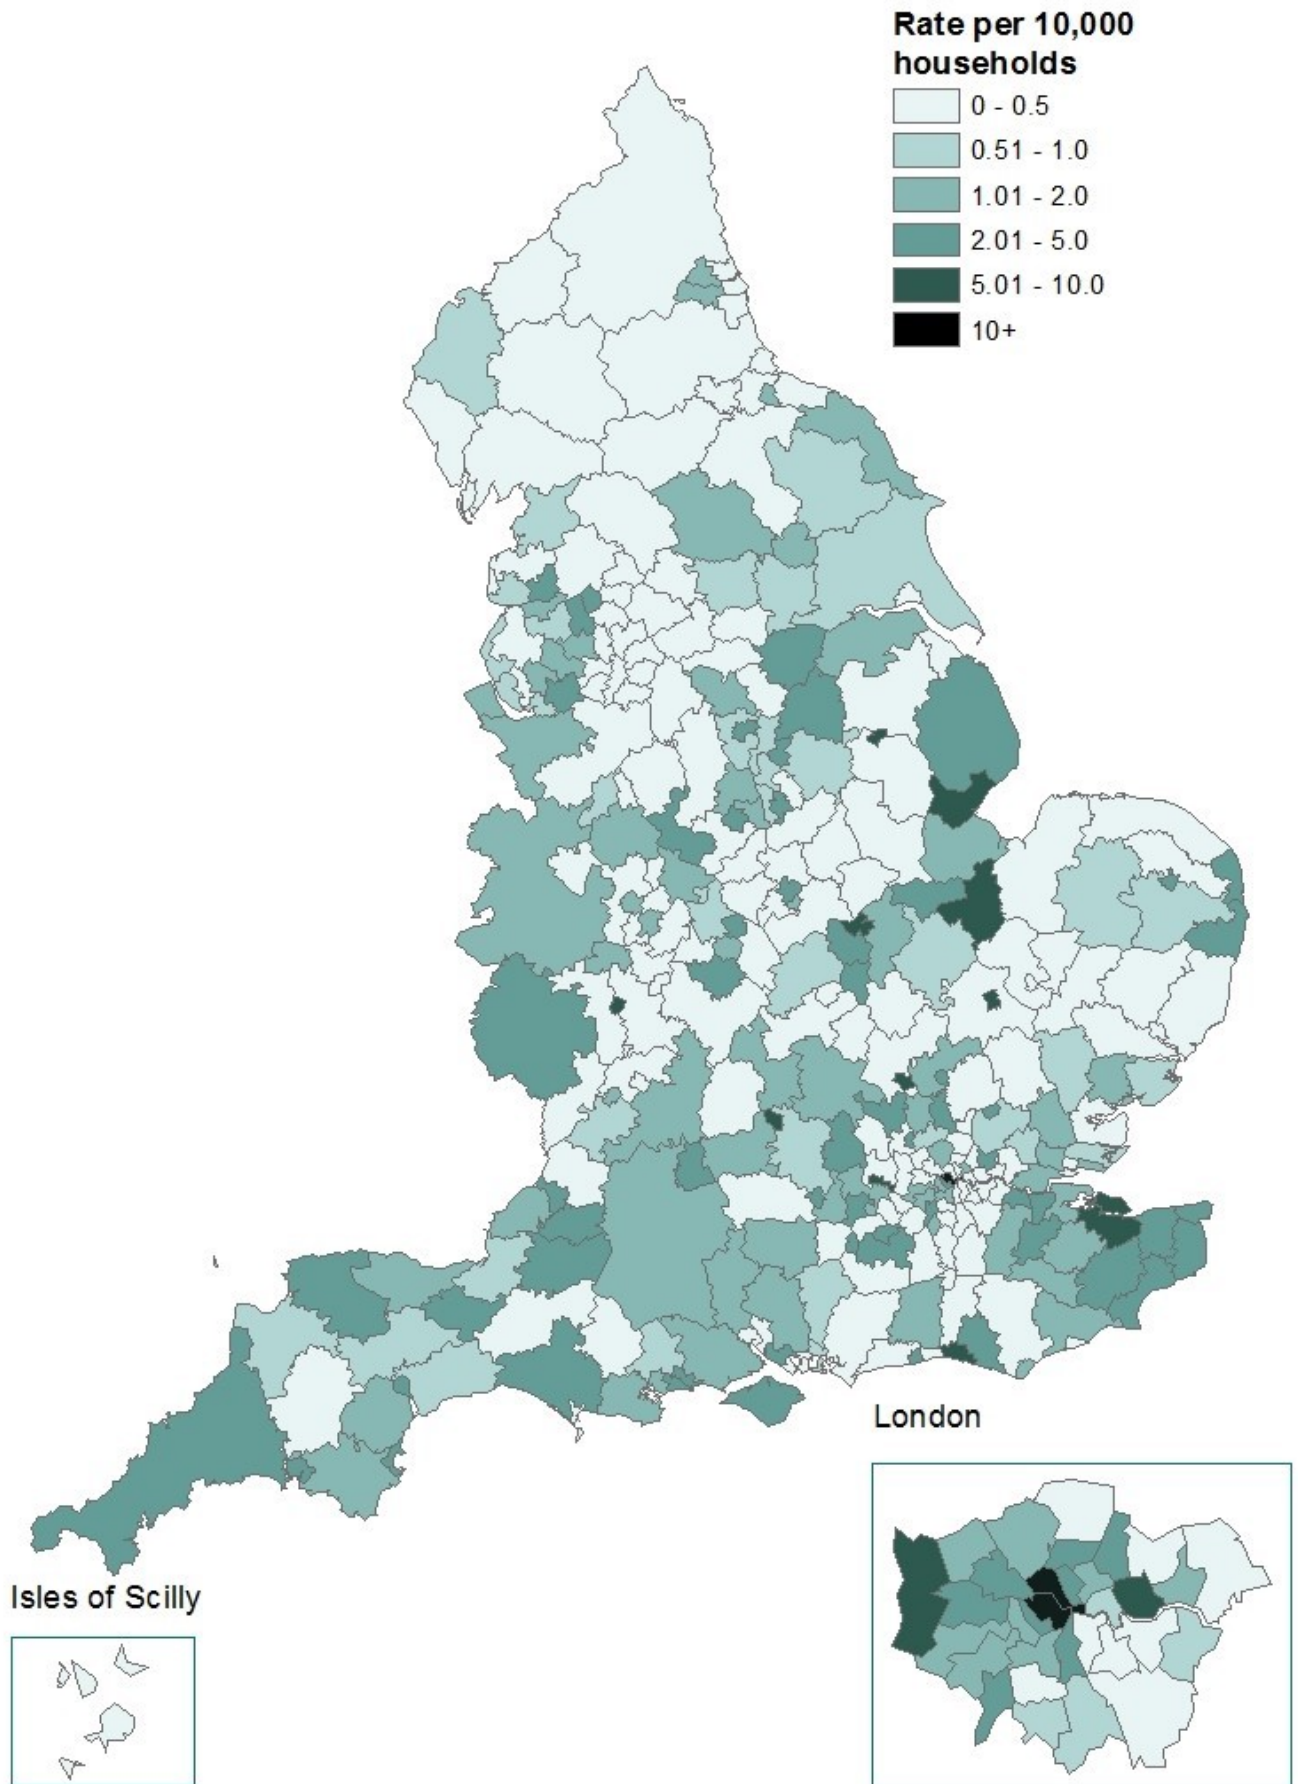 Rate per 10,000
households
0 - 0.5
0.51 - 1.0
1.01 - 2.0
2.01 - 5.0
5.01 - 10.0
10+
London
Isles of Scilly